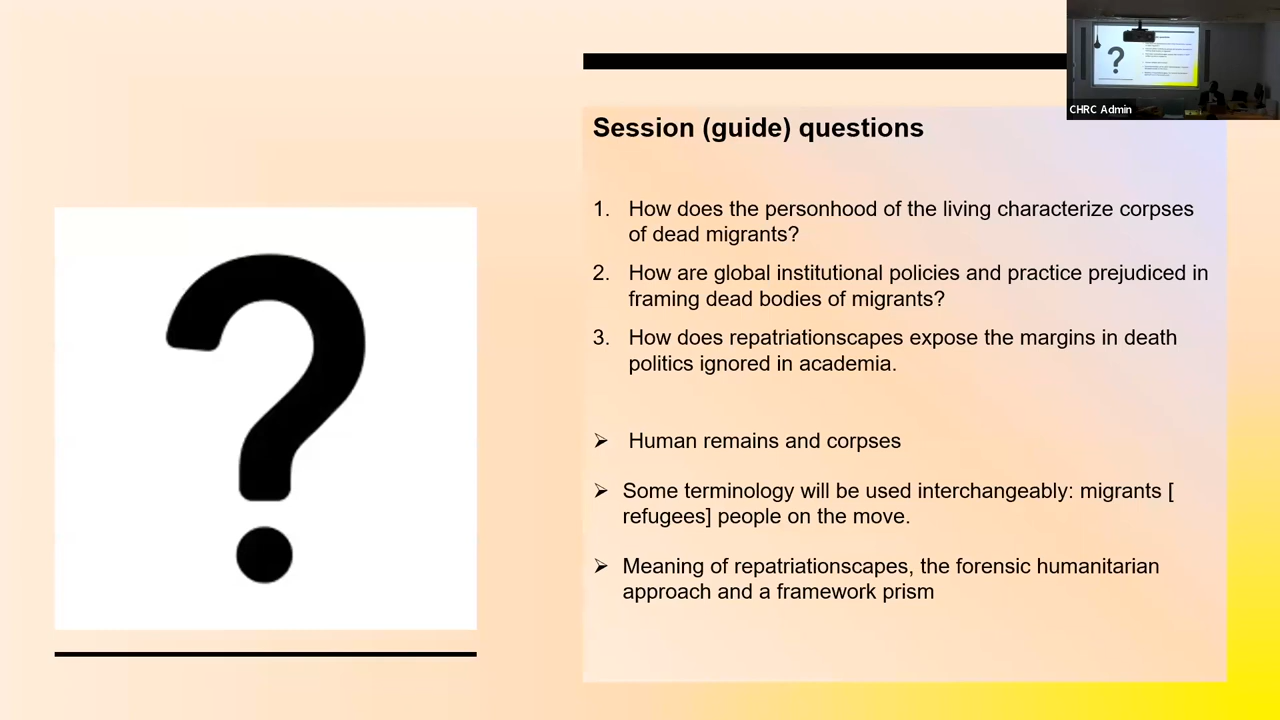 CHRC Admin
Session (guide) questions
1. How does the personhood of the living characterize corpses
of dead migrants?
2. How are global institutional policies and practice prejudiced in
framing dead bodies of migrants?
3. How does repatriationscapes expose the margins in death
politics ignored in academia.
➢ Human remains and corpses
➢ Some terminology will be used interchangeably: migrants [
refugees] people on the move.
➢ Meaning of repatriationscapes, the forensic humanitarian
approach and a framework prism
?